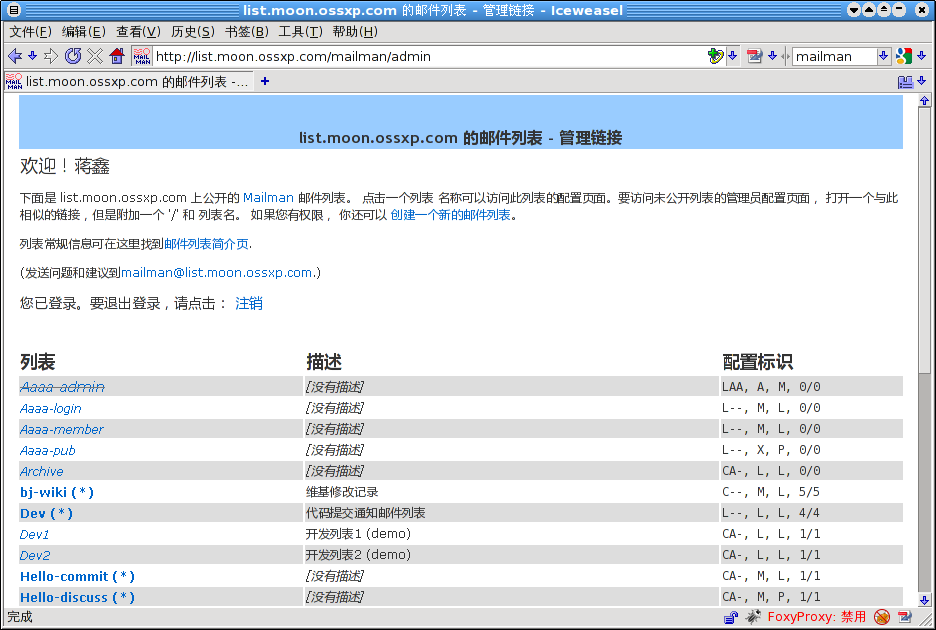 list.moon.ossxp.com 的邮件列表 - 管理链接 - Iceweasel
文件(F) 编辑(E) 查看(V) 历史(S) 书签(B) 工具(T) 帮助(H)
MAIL MAN http://list.moon.ossxp.com/mailman/admin mailman
MAIL MAN list.moon.ossxp.com 的邮件列表 -...
list.moon.ossxp.com 的邮件列表 - 管理链接
欢迎！蒋鑫
下面是 list.moon.ossxp.com 上公开的 Mailman 邮件列表。 点击一个列表 名称可以访问此列表的配置页面。要访问未公开列表的管理员配置页面， 打开一个与此
相似的链接，但是附加一个 '/' 和 列表名。 如果您有权限， 你还可以 创建一个新的邮件列表。
列表常规信息可在这里找到邮件列表简介页.
(发送问题和建议到mailman@list.moon.ossxp.com.)
您已登录。要退出登录，请点击： 注销
列表 描述 配置标识
Aaaa-admin [没有描述] LAA, A, M, 0/0
Aaaa-login [没有描述] L--, M, L, 0/0
Aaaa-member [没有描述] L--, M, L, 0/0
Aaaa-pub [没有描述] L--, X, P, 0/0
Archive [没有描述] CA-, L, L, 0/0
bj-wiki (*) 维基修改记录 C--, M, L, 5/5
Dev (*) 代码提交通知邮件列表 L--, L, L, 4/4
Dev1 开发列表1 (demo) CA-, L, L, 1/1
Dev2 开发列表2 (demo) CA-, L, L, 1/1
Hello-commit (*) [没有描述] CA-, M, L, 1/1
Hello-discuss (*) [没有描述] CA-, M, P, 1/1
完成 FoxyProxy: 禁用